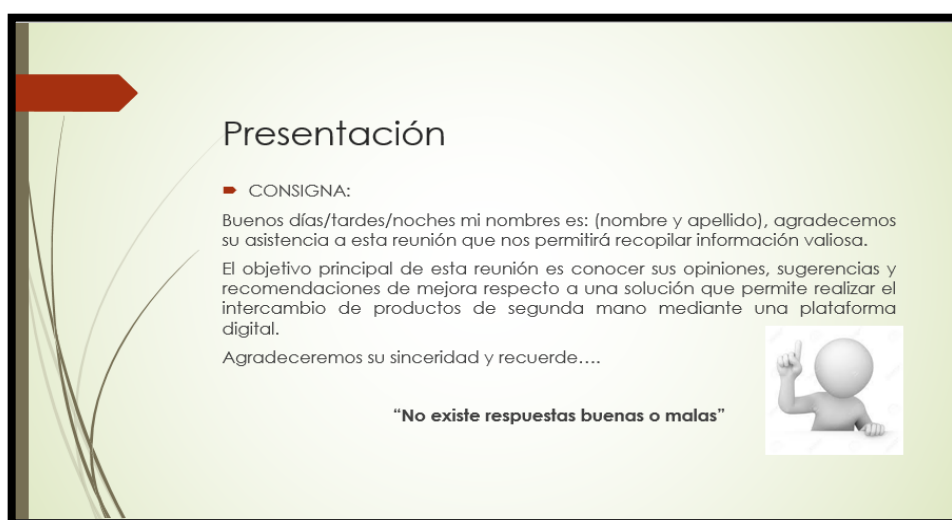 Presentación
CONSIGNA:
Buenos días/tardes/noches mi nombres es: (nombre y apellido), agradecemos
su asistencia a esta reunión que nos permitirá recopilar información valiosa.
El objetivo principal de esta reunión es conocer sus opiniones, sugerencias y
recomendaciones de mejora respecto a una solución que permite realizar el
intercambio de productos de segunda mano mediante una plataforma
digital.
Agradeceremos su sinceridad y recuerde….
“No existe respuestas buenas o malas”